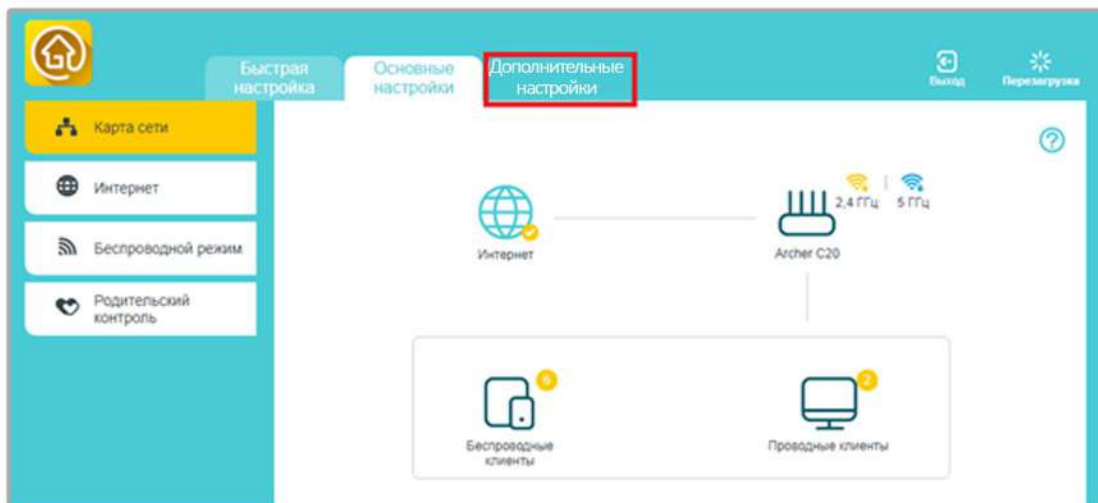 Быстрая
настройка
Основные
настройки
Дополнительные
настройки
Выход
Перезагрузка
Карта сети
Интернет
Беспроводной режим
Родительский
контроль
Интернет
2,4 ГГц
5 ГГц
Archer C20
6
Беспроводные
клиенты
2
Проводные клиенты